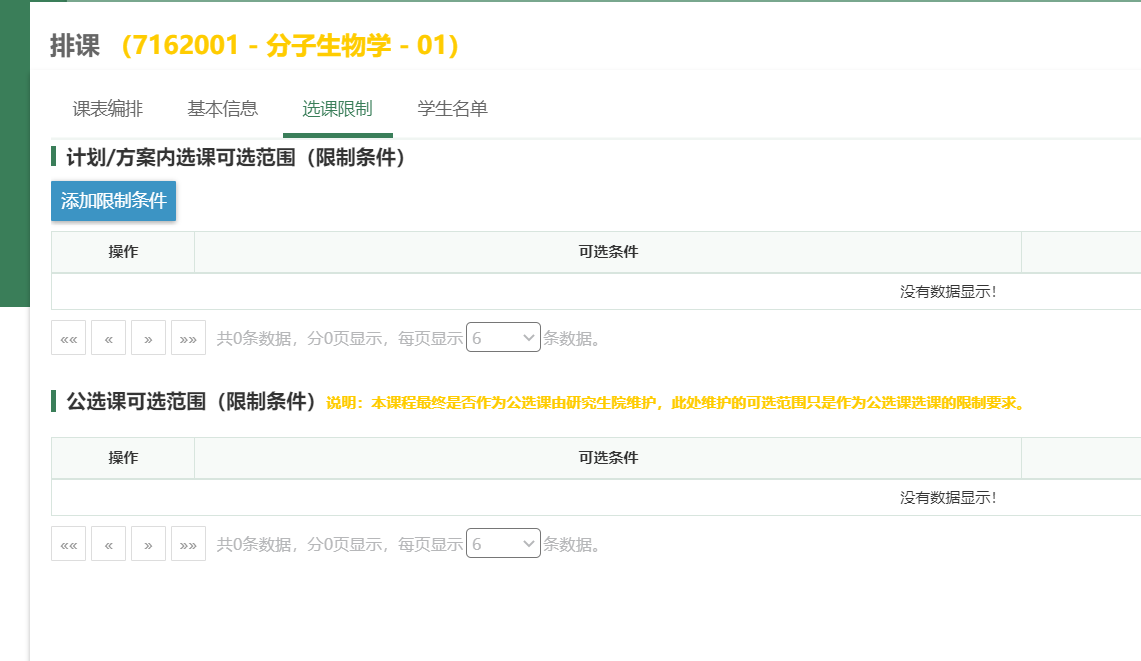 排课 (7162001 - 分子生物学 - 01)
课表编排 基本信息 选课限制 学生名单
计划/方案内选课可选范围（限制条件）
添加限制条件
操作 可选条件
没有数据显示!
«« « » »» 共0条数据，分0页显示，每页显示 6 条数据。
公选课可选范围（限制条件）说明：本课程最终是否作为公选课由研究生院维护，此处维护的可选范围只是作为公选课选课的限制要求。
操作 可选条件
没有数据显示!
«« « » »» 共0条数据，分0页显示，每页显示 6 条数据。